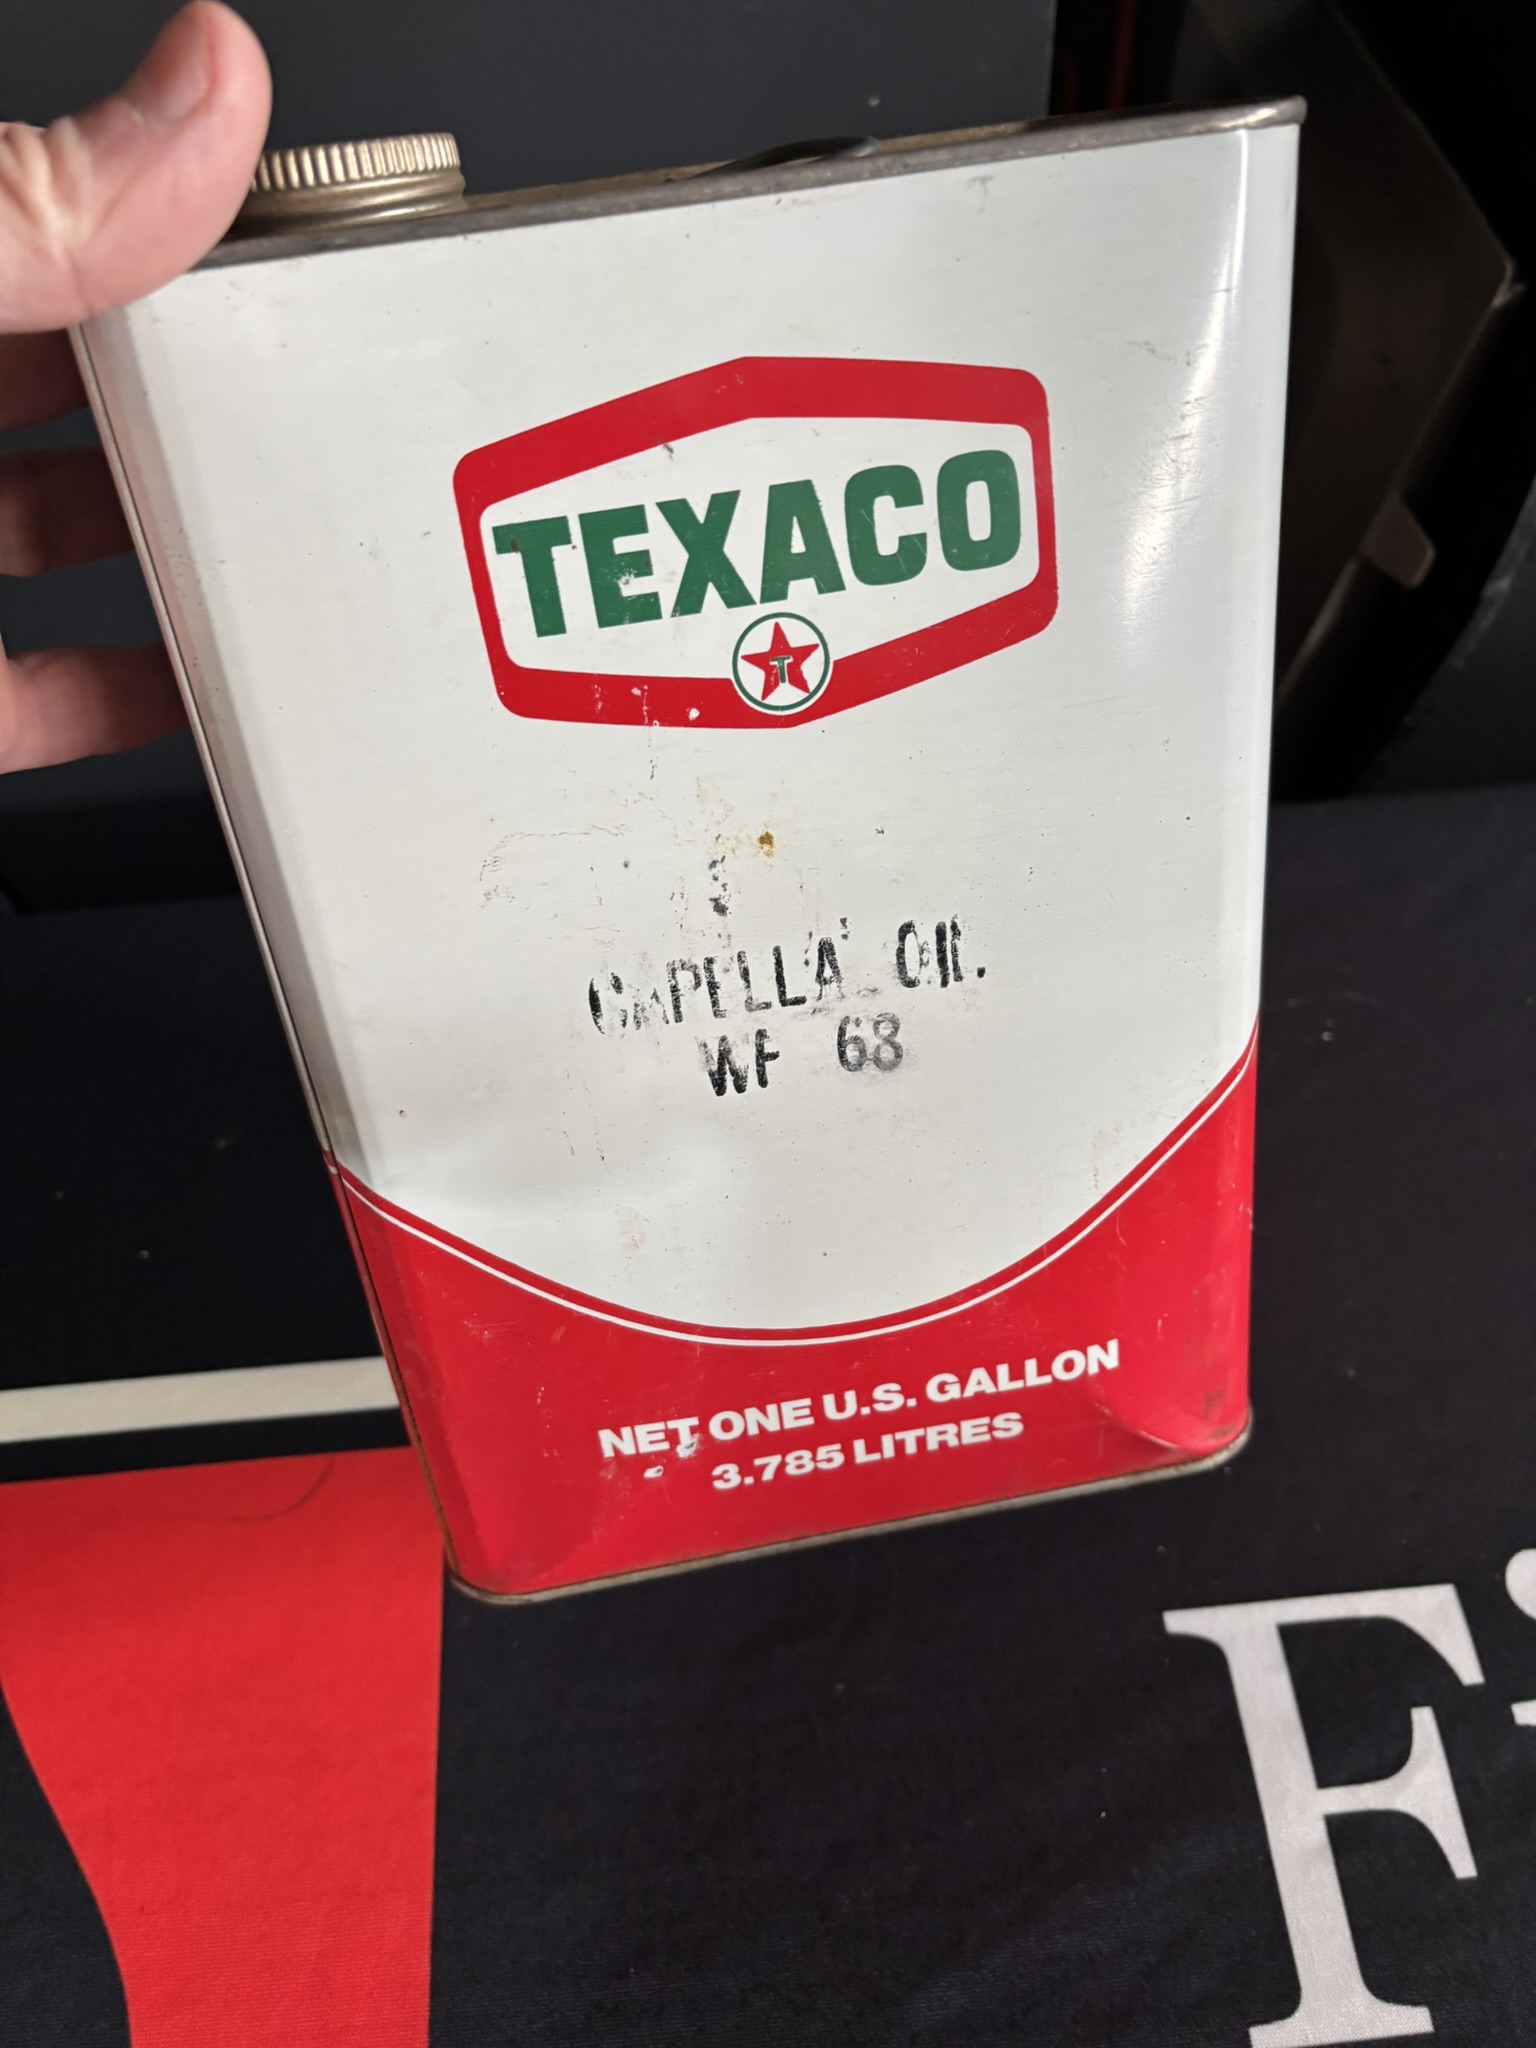 TEXACO
T
CAPELLA OIL
WF 68
NET ONE U.S. GALLON
3.785 LITRES